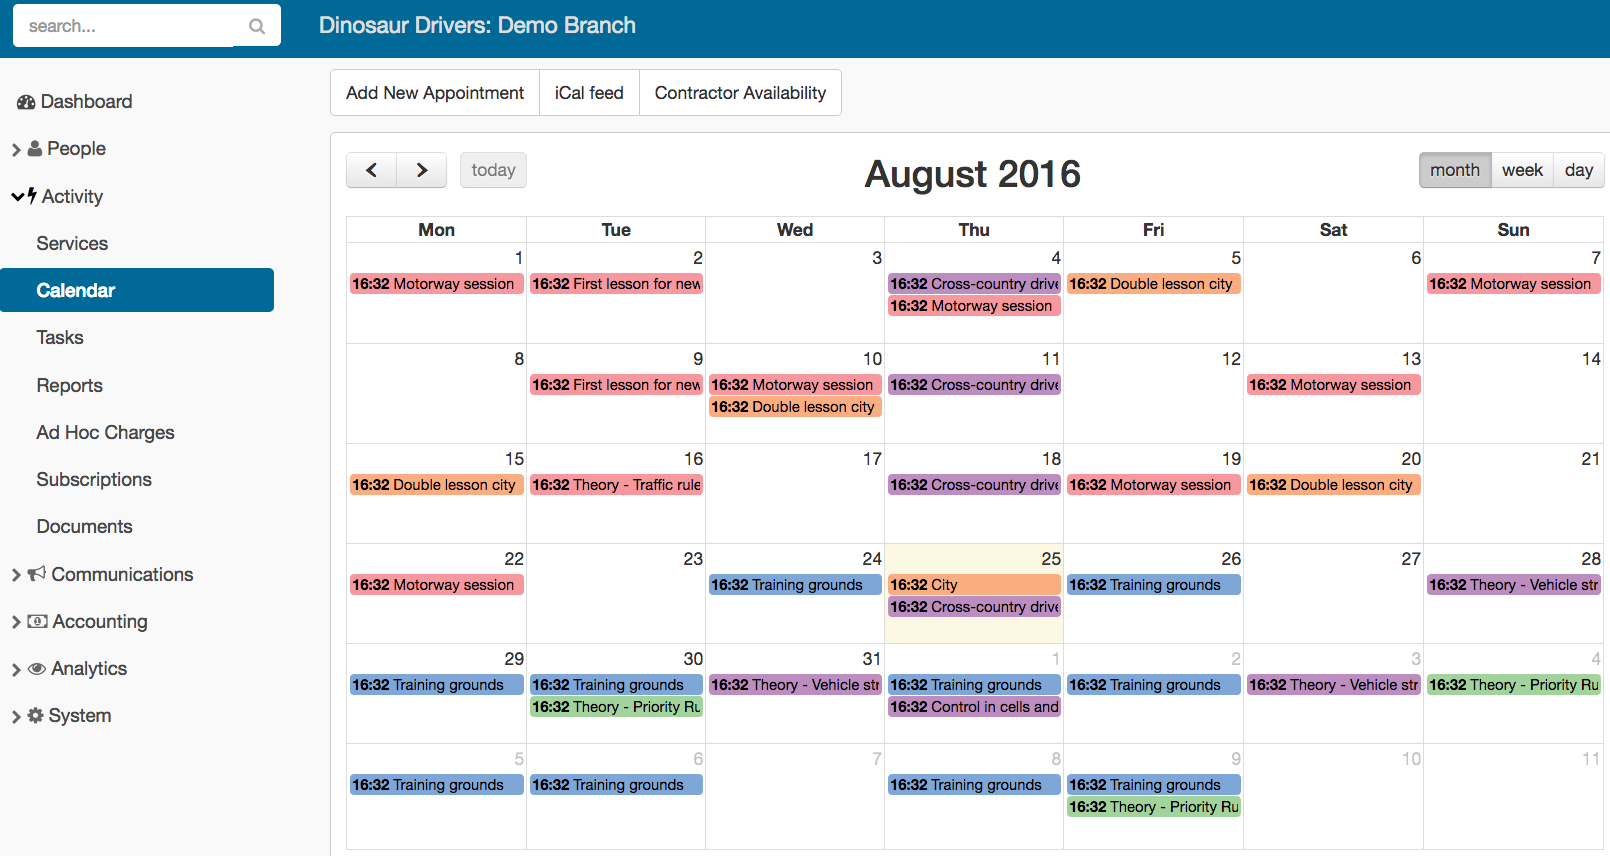 search...
Dinosaur Drivers: Demo Branch
Dashboard
People
Activity
Services
Calendar
Tasks
Reports
Ad Hoc Charges
Subscriptions
Documents
Communications
Accounting
Analytics
System
Add New Appointment iCal feed Contractor Availability
today
August 2016
month week day
Mon Tue Wed Thu Fri Sat Sun
1 2 3 4 5 6 7
16:32 Motorway session 16:32 First lesson for new 16:32 Cross-country drive 16:32 Double lesson city 16:32 Motorway session
16:32 Motorway session
8 9 10 11 12 13 14
16:32 First lesson for new 16:32 Motorway session 16:32 Cross-country drive 16:32 Motorway session
16:32 Double lesson city
15 16 17 18 19 20 21
16:32 Double lesson city 16:32 Theory - Traffic rule 16:32 Cross-country drive 16:32 Motorway session 16:32 Double lesson city
22 23 24 25 26 27 28
16:32 Motorway session 16:32 Training grounds 16:32 City 16:32 Training grounds 16:32 Theory - Vehicle str
16:32 Cross-country drive
29 30 31 1 2 3 4
16:32 Training grounds 16:32 Training grounds 16:32 Theory - Vehicle str 16:32 Training grounds 16:32 Training grounds 16:32 Theory - Vehicle str 16:32 Theory - Priority Ru
16:32 Theory - Priority Ru 16:32 Control in cells and
5 6 7 8 9 10 11
16:32 Training grounds 16:32 Training grounds 16:32 Training grounds 16:32 Training grounds
16:32 Theory - Priority Ru